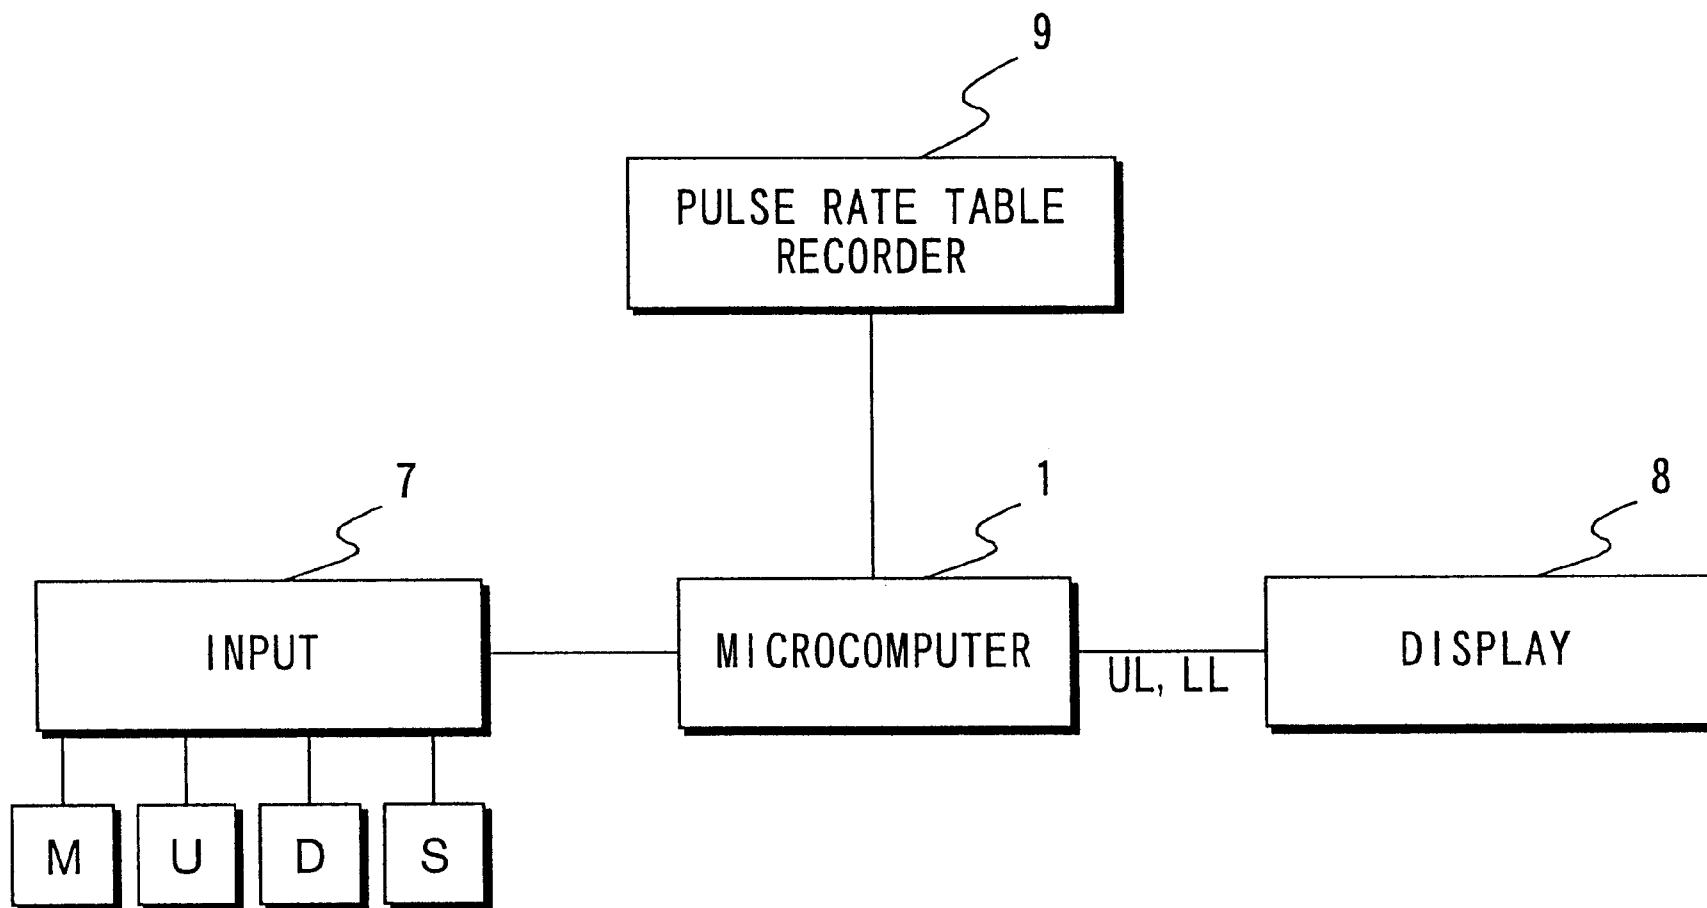 9
PULSE RATE TABLE
RECORDER
7
1
8
INPUT
MICROCOMPUTER
UL, LL
DISPLAY
M
U
D
S